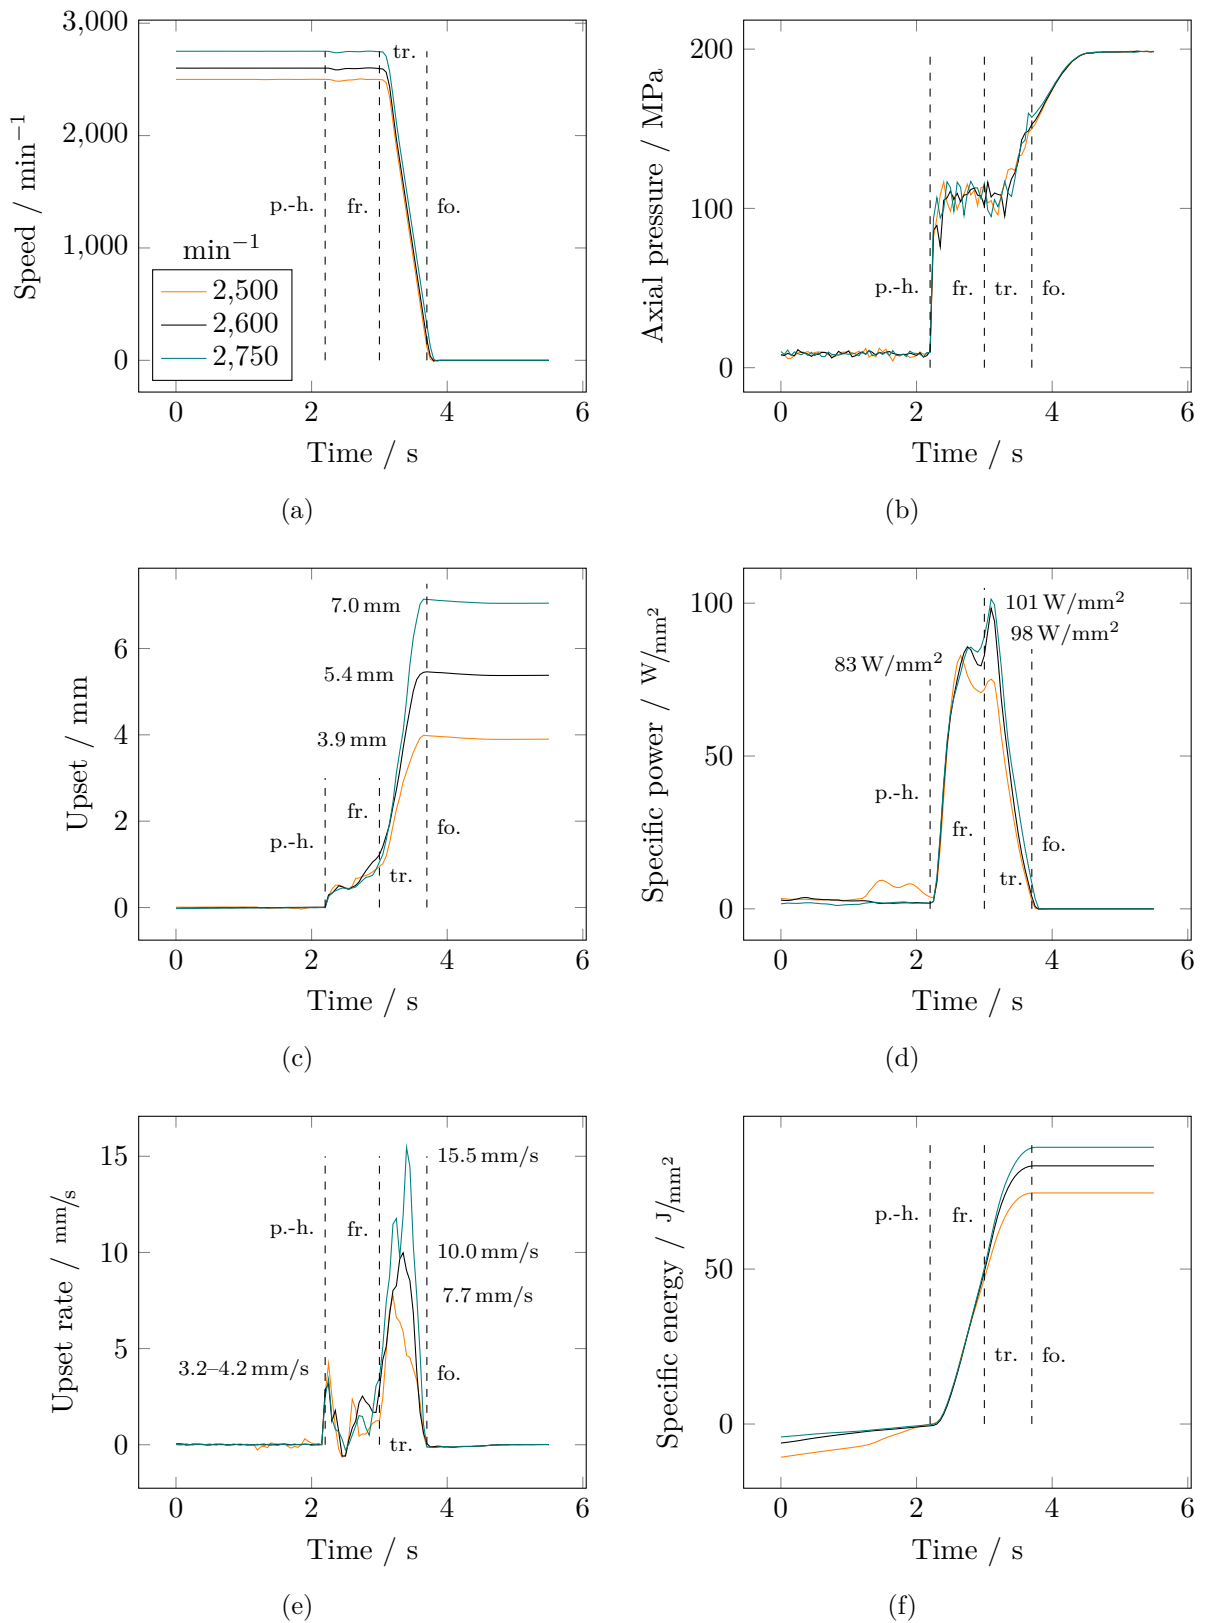 3,000
2,000
1,000
0
Speed / min⁻¹
tr.
p.-h.
fr.
fo.
min⁻¹
2,500
2,600
2,750
0
2
4
6
Time / s
(a)
200
100
0
Axial pressure / MPa
p.-h.
fr.
tr.
fo.
0
2
4
6
Time / s
(b)
6
4
2
0
Upset / mm
7.0 mm
5.4 mm
3.9 mm
fr.
p.-h.
fo.
tr.
0
2
4
6
Time / s
(c)
100
50
0
Specific power / W/mm²
101 W/mm²
98 W/mm²
83 W/mm²
p.-h.
fr.
fo.
tr.
0
2
4
6
Time / s
(d)
15
10
5
0
Upset rate / mm/s
15.5 mm/s
p.-h.
fr.
10.0 mm/s
7.7 mm/s
3.2–4.2 mm/s
fo.
tr.
0
2
4
6
Time / s
(e)
50
0
Specific energy / J/mm²
p.-h.
fr.
tr.
fo.
0
2
4
6
Time / s
(f)